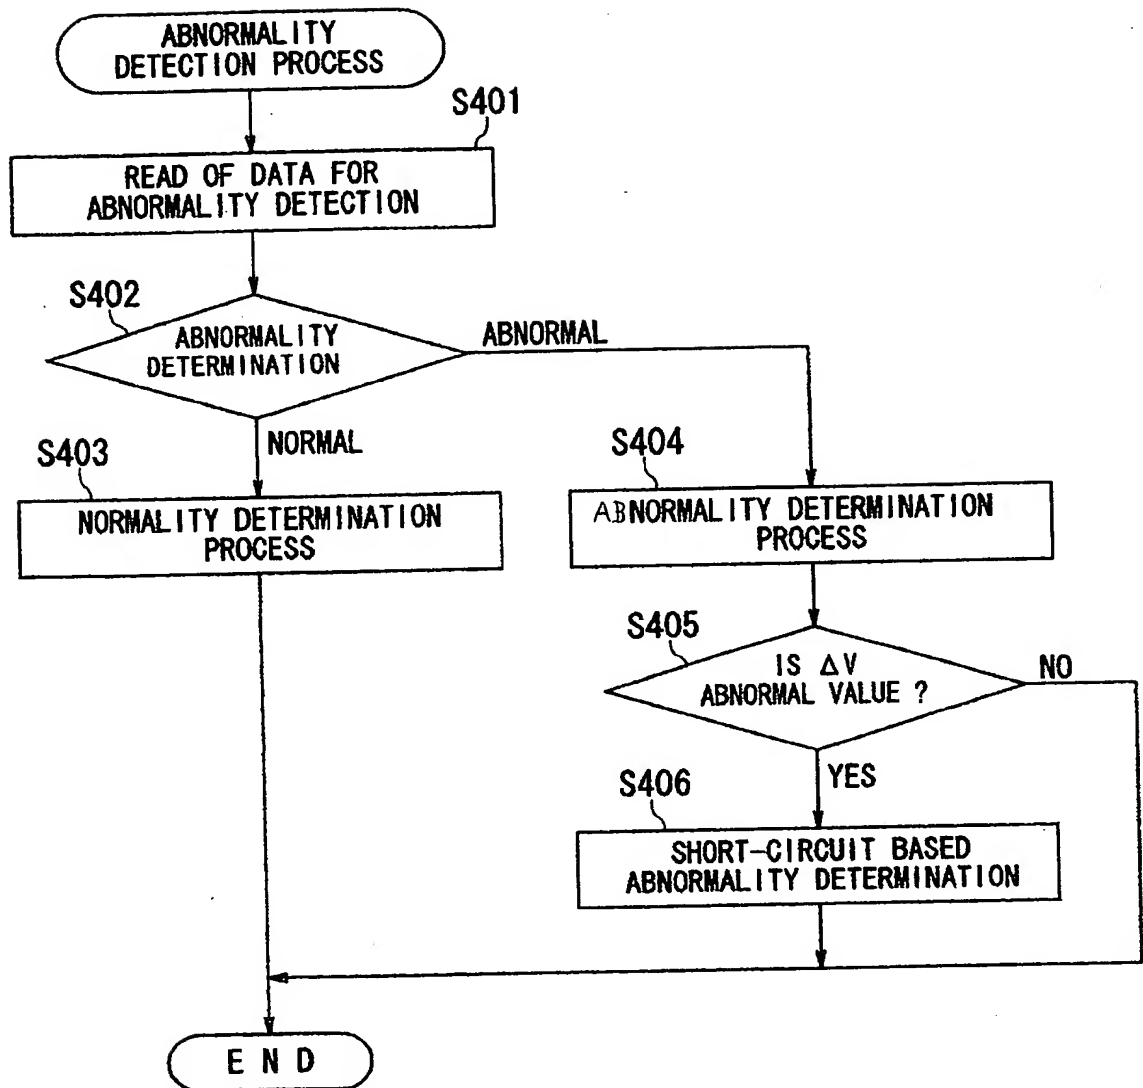 ABNORMALITY
DETECTION PROCESS
S401
READ OF DATA FOR
ABNORMALITY DETECTION
S402
ABNORMALITY
DETERMINATION
ABNORMAL
NORMAL
S403
NORMALITY DETERMINATION
PROCESS
S404
ABNORMALITY DETERMINATION
PROCESS
S405
IS ΔV
ABNORMAL VALUE ?
NO
YES
S406
SHORT-CIRCUIT BASED
ABNORMALITY DETERMINATION
END